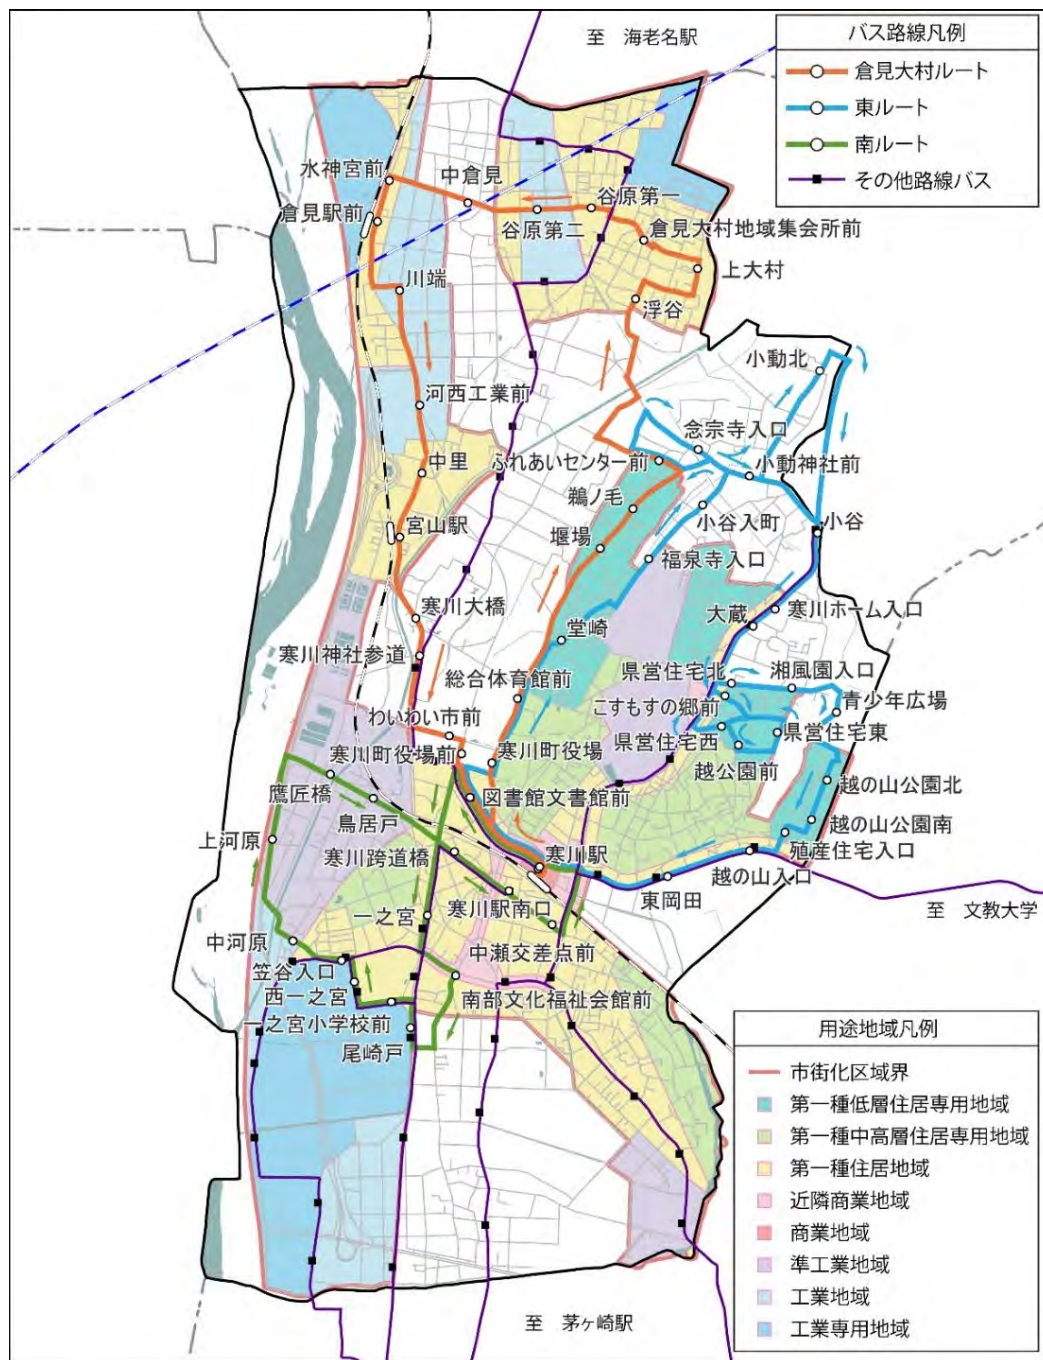 至 海老名駅
バス路線凡例
倉見大村ルート
東ルート
南ルート
その他路線バス
水神宮前
中倉見
谷原第一
倉見駅前
谷原第二
倉見大村地域集会所前
上大村
川端
浮谷
小動北
河西工業前
念宗寺入口
ふれあいセンター前
小動神社前
中里
鵜ノ毛
小谷入町
小谷
宮山駅
堰場
福泉寺入口
寒川大橋
大蔵
寒川ホーム入口
堂崎
寒川神社参道
総合体育館前
県営住宅北
湘風園入口
こすもすの郷前
青少年広場
わいわい市前
県営住宅西
県営住宅東
寒川町役場前
寒川町役場
越公園前
越の山公園北
鷹匠橋
図書館文書館前
鳥居戸
越の山公園南
上河原
寒川跨道橋
寒川駅
殖産住宅入口
越の山入口
東岡田
一之宮
寒川駅南口
至 文教大学
中河原
中瀬交差点前
笠谷入口
西一之宮
南部文化福祉会館前
一之宮小学校前
尾崎戸
用途地域凡例
市街化区域界
第一種低層住居専用地域
第一種中高層住居専用地域
第一種住居地域
近隣商業地域
商業地域
準工業地域
工業地域
工業専用地域
至 茅ヶ崎駅